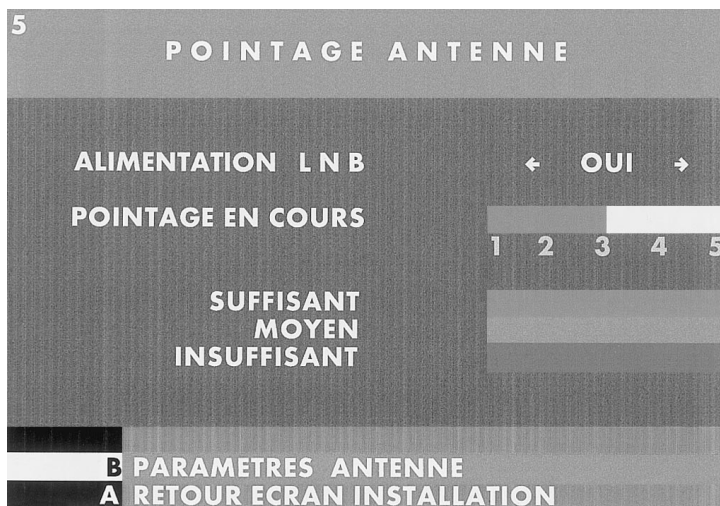 5
POINTAGE ANTENNE
ALIMENTATION LNB ← OUI →
POINTAGE EN COURS
1 2 3 4 5
SUFFISANT
MOYEN
INSUFFISANT
B PARAMETRES ANTENNE
A RETOUR ECRAN INSTALLATION